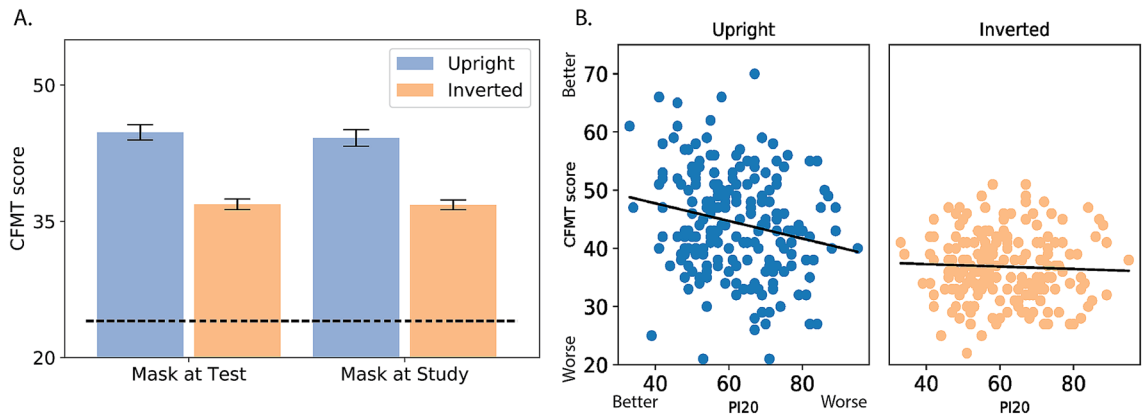 A.
50
35
20
CFMT score
Upright
Inverted
Mask at Test
Mask at Study
B.
Upright
Inverted
Better
Worse
CFMT score
70
60
50
40
30
20
40
60
80
Better
PI20
Worse
40
60
80
PI20